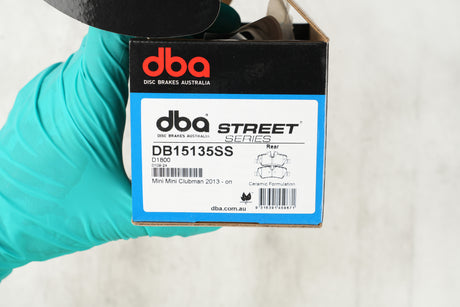 dba
DISC BRAKES AUSTRALIA
dba
DISC BRAKES AUSTRALIA
STREET
SERIES
DB15135SS
Rear
D1800
Mini Mini Clubman 2013 - on
Ceramic Formulation
dba.com.au